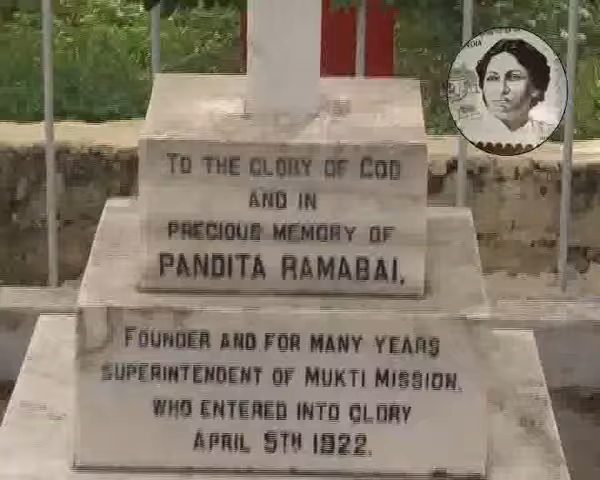 TO THE GLORY OF GOD
AND IN
PRECIOUS MEMORY OF
PANDITA RAMABAI,
FOUNDER AND FOR MANY YEARS
SUPERINTENDENT OF MUKTI MISSION.
WHO ENTERED INTO GLORY
APRIL 5TH 1922.
INDIA